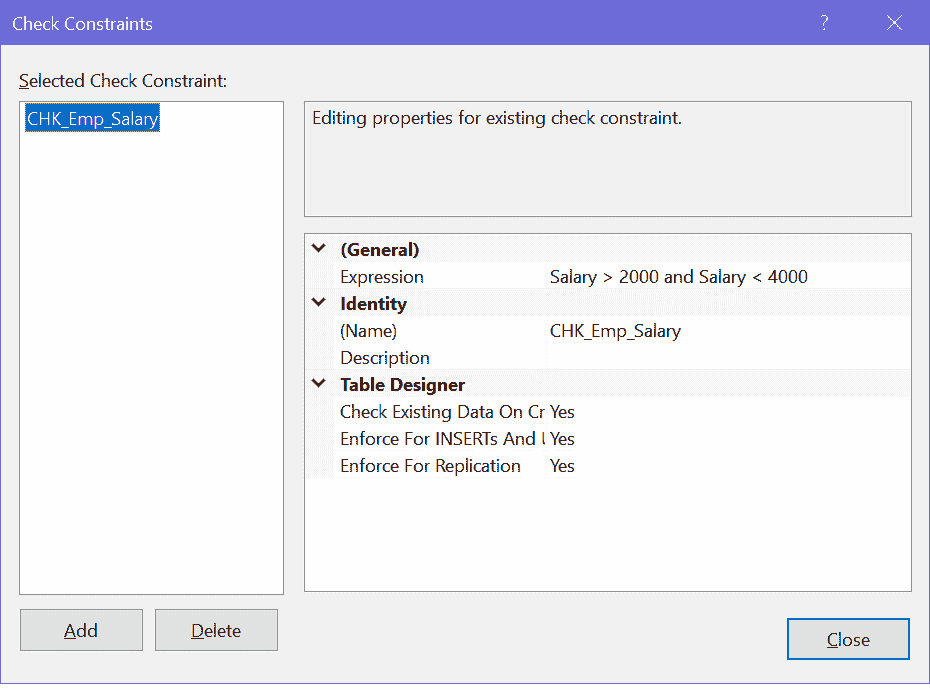 Check Constraints
?
Selected Check Constraint:
CHK_Emp_Salary
Editing properties for existing check constraint.
(General)
Expression Salary > 2000 and Salary < 4000
Identity
(Name) CHK_Emp_Salary
Description
Table Designer
Check Existing Data On Cr Yes
Enforce For INSERTs And U Yes
Enforce For Replication Yes
Add Delete
Close